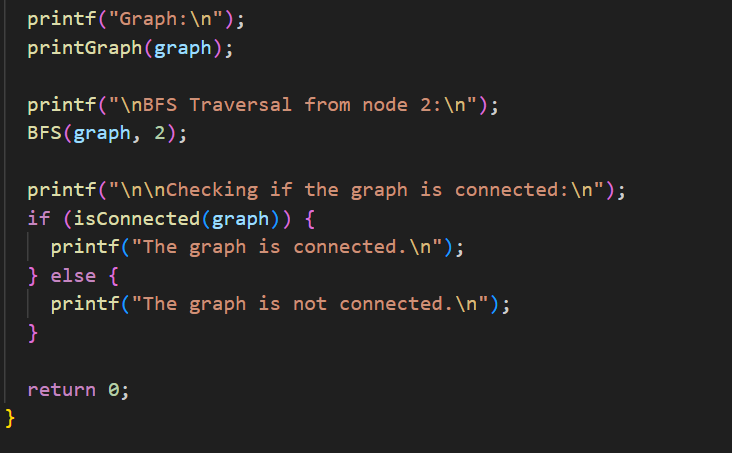 printf("Graph:\n");
printGraph(graph);
printf("\nBFS Traversal from node 2:\n");
BFS(graph, 2);
printf("\n\nChecking if the graph is connected:\n");
if (isConnected(graph)) {
printf("The graph is connected.\n");
} else {
printf("The graph is not connected.\n");
}
return 0;
}